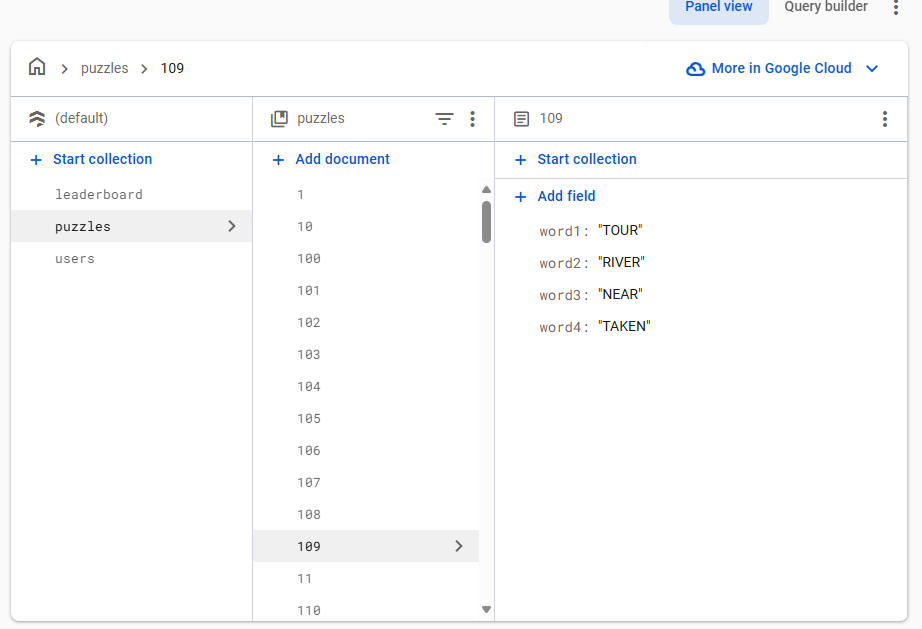 Panel view Query builder
puzzles 109
More in Google Cloud
(default)
puzzles
109
Start collection
Add document
Start collection
leaderboard
puzzles
users
1
10
100
101
102
103
104
105
106
107
108
109
11
110
Add field
word1: "TOUR"
word2: "RIVER"
word3: "NEAR"
word4: "TAKEN"